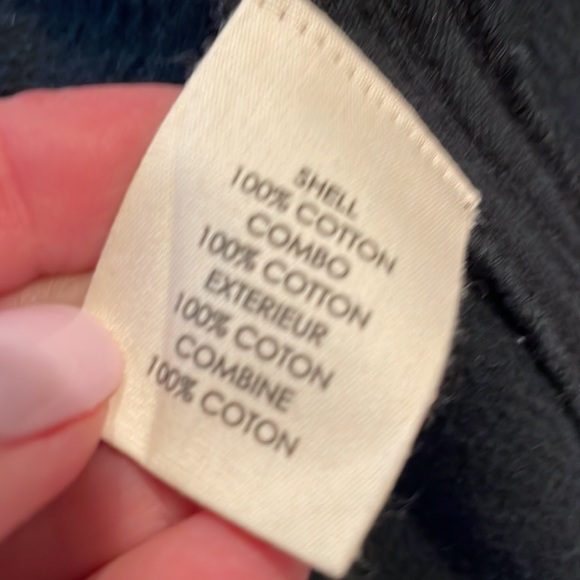 SHELL
100% COTTON
COMBO
100% COTTON
EXTERIEUR
100% COTON
COMBINE
100% COTON